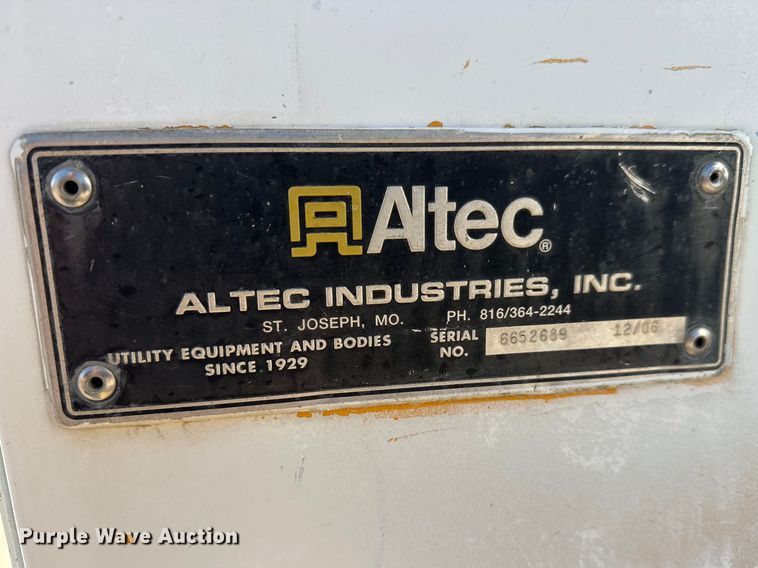 Altec®
ALTEC INDUSTRIES, INC.
ST. JOSEPH, MO. PH. 816/364-2244
UTILITY EQUIPMENT AND BODIES
SINCE 1929
SERIAL
NO. 6652689 12/06
Purple Wave Auction